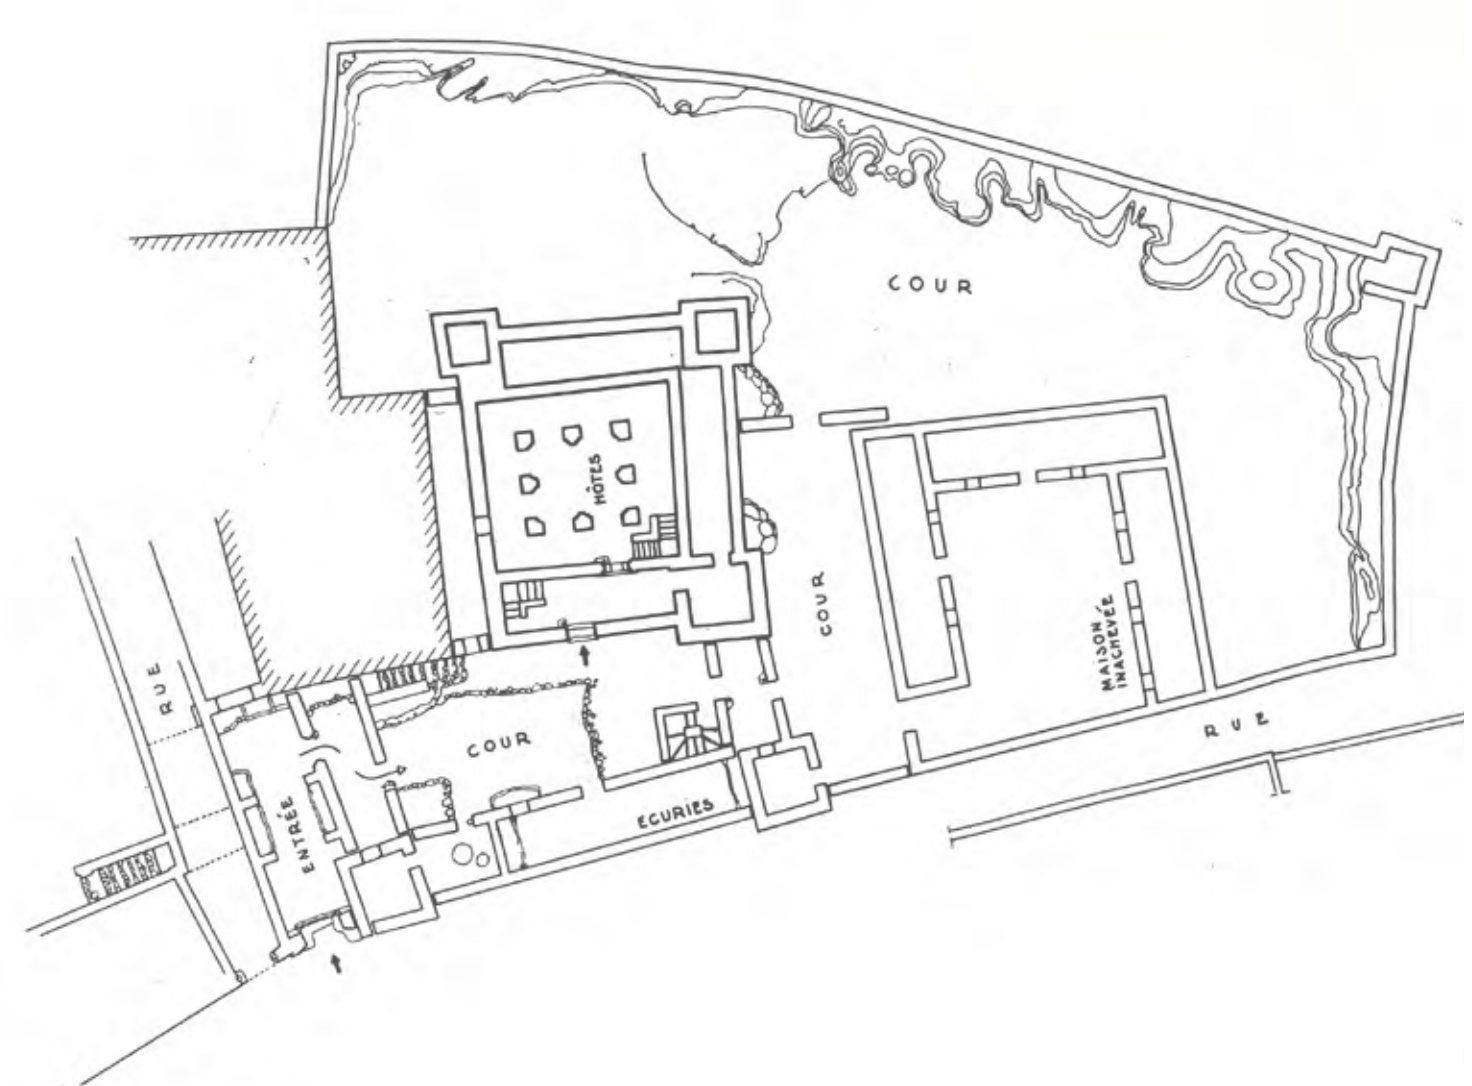 COUR
HÔTES
COUR
MAISON
INACHEVÉE
RUE
RUE
COUR
ENTRÉE
ECURIES